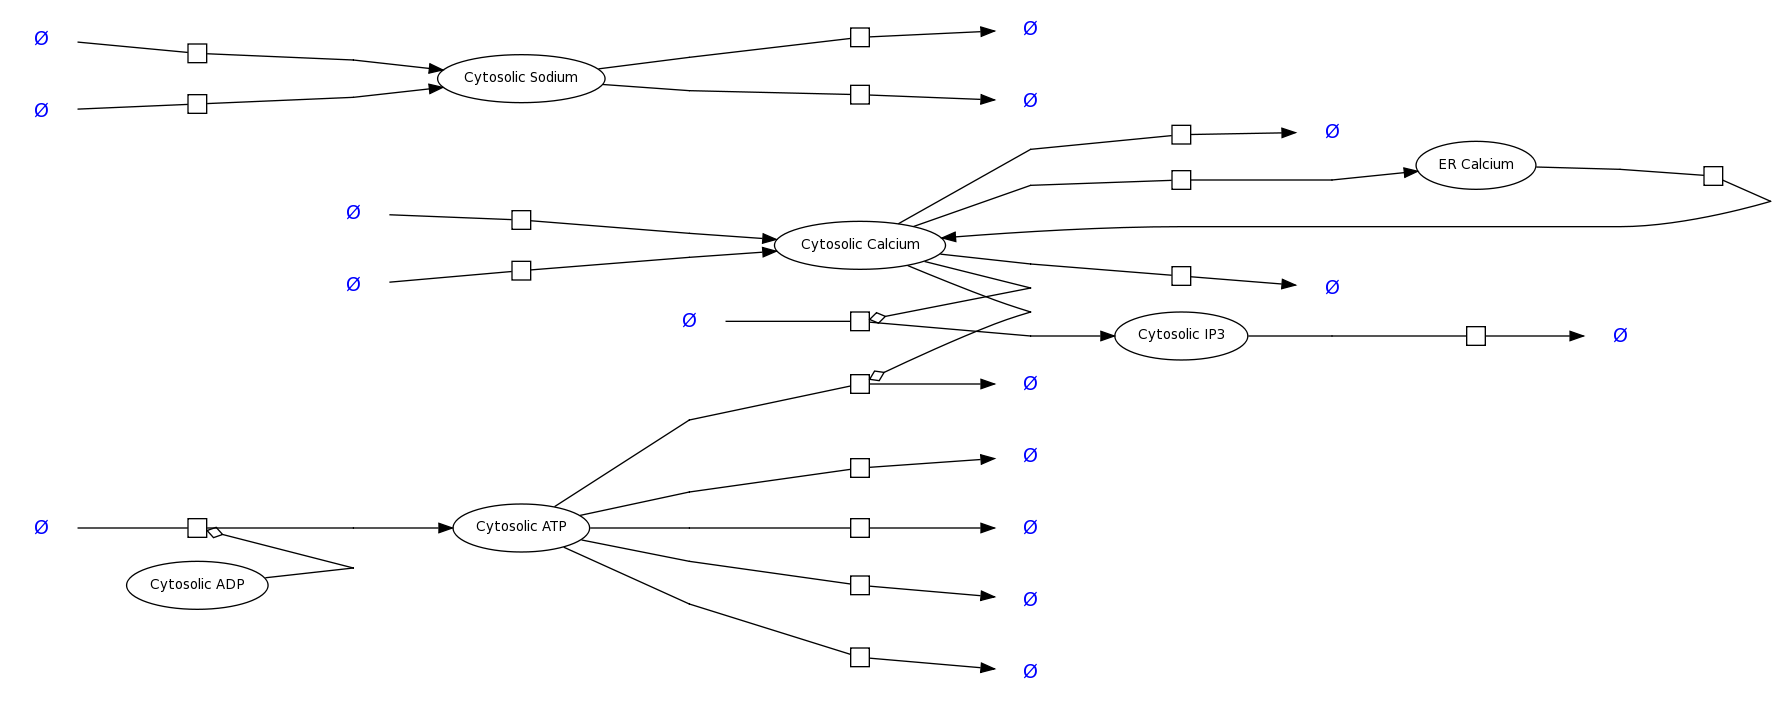 Ø
Ø
Cytosolic Sodium
Ø
Ø
Ø
ER Calcium
Ø
Ø
Cytosolic Calcium
Ø
Ø
Cytosolic IP3
Ø
Ø
Ø
Ø
Cytosolic ATP
Ø
Cytosolic ADP
Ø
Ø